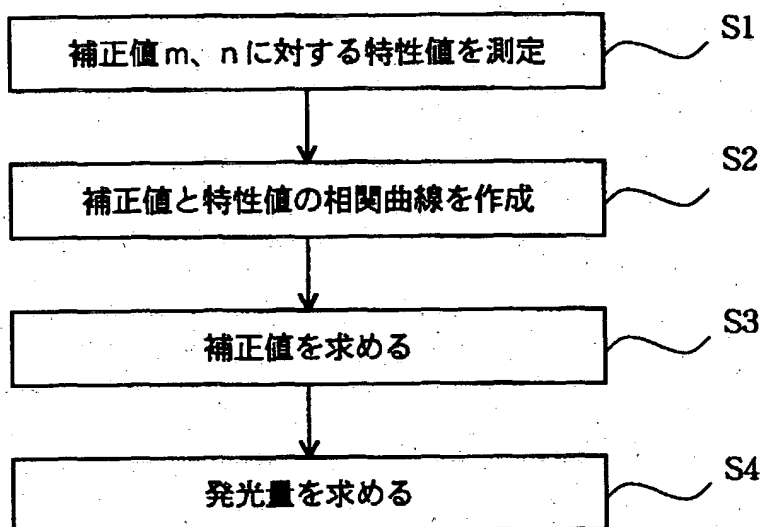 補正値m、nに対する特性値を測定
S1
補正値と特性値の相関曲線を作成
S2
補正値を求める
S3
発光量を求める
S4